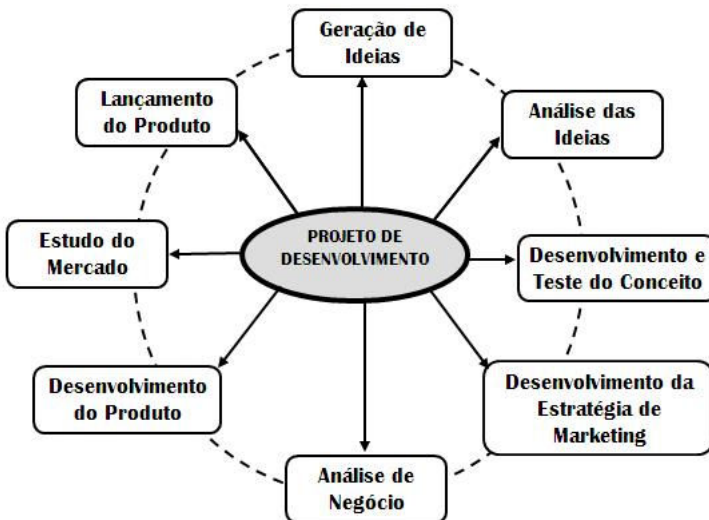 Geração de
Ideias
Análise das
Ideias
Desenvolvimento e
Teste do Conceito
Desenvolvimento da
Estratégia de
Marketing
Análise de
Negócio
Desenvolvimento
do Produto
Estudo do
Mercado
Lançamento
do Produto
PROJETO DE
DESENVOLVIMENTO